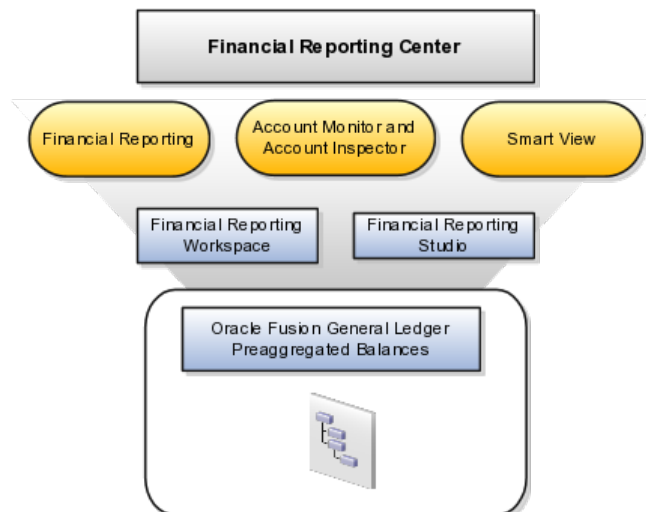 Financial Reporting Center
Financial Reporting
Account Monitor and
Account Inspector
Smart View
Financial Reporting
Workspace
Financial Reporting
Studio
Oracle Fusion General Ledger
Preaggregated Balances